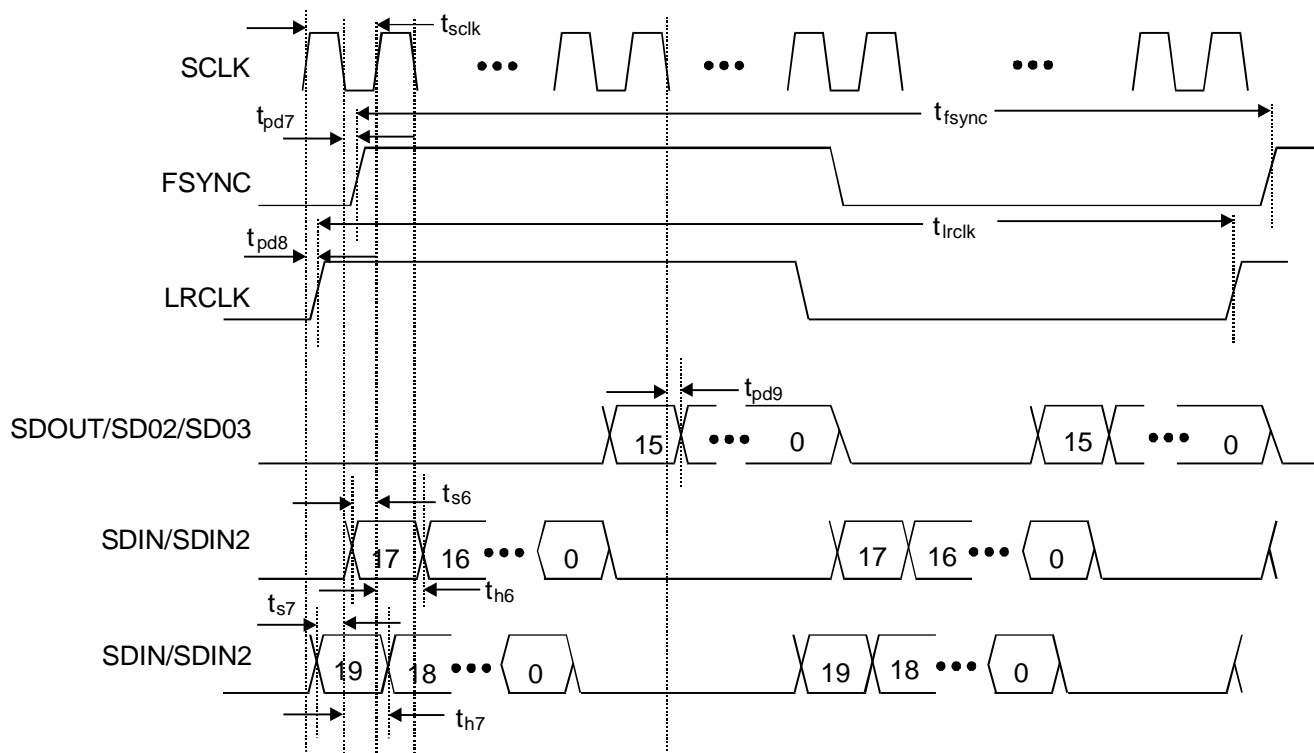 t_sclk
SCLK
t_pd7
t_fsync
FSYNC
t_pd8
t_lrclk
LRCLK
t_pd9
SDOUT/SD02/SD03
15 ••• 0 15 ••• 0
t_s6
SDIN/SDIN2
17 16 ••• 0 17 16 ••• 0
t_h6
t_s7
SDIN/SDIN2
19 18 ••• 0 19 18 ••• 0
t_h7